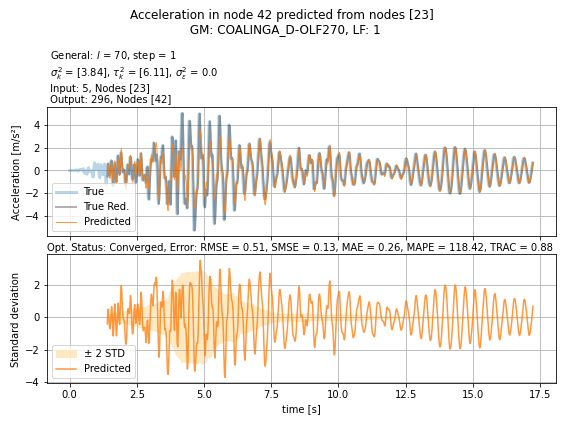 Acceleration in node 42 predicted from nodes [23]
GM: COALINGA_D-OLF270, LF: 1
General: l = 70, step = 1
σ²ₖ = [3.84], τ²ₖ = [6.11], σ²ε = 0.0
Input: 5, Nodes [23]
Output: 296, Nodes [42]
Acceleration [m/s²]
4
2
0
−2
−4
True
True Red.
Predicted
Opt. Status: Converged, Error: RMSE = 0.51, SMSE = 0.13, MAE = 0.26, MAPE = 118.42, TRAC = 0.88
Standard deviation
2
0
−2
−4
± 2 STD
Predicted
0.0 2.5 5.0 7.5 10.0 12.5 15.0 17.5
time [s]